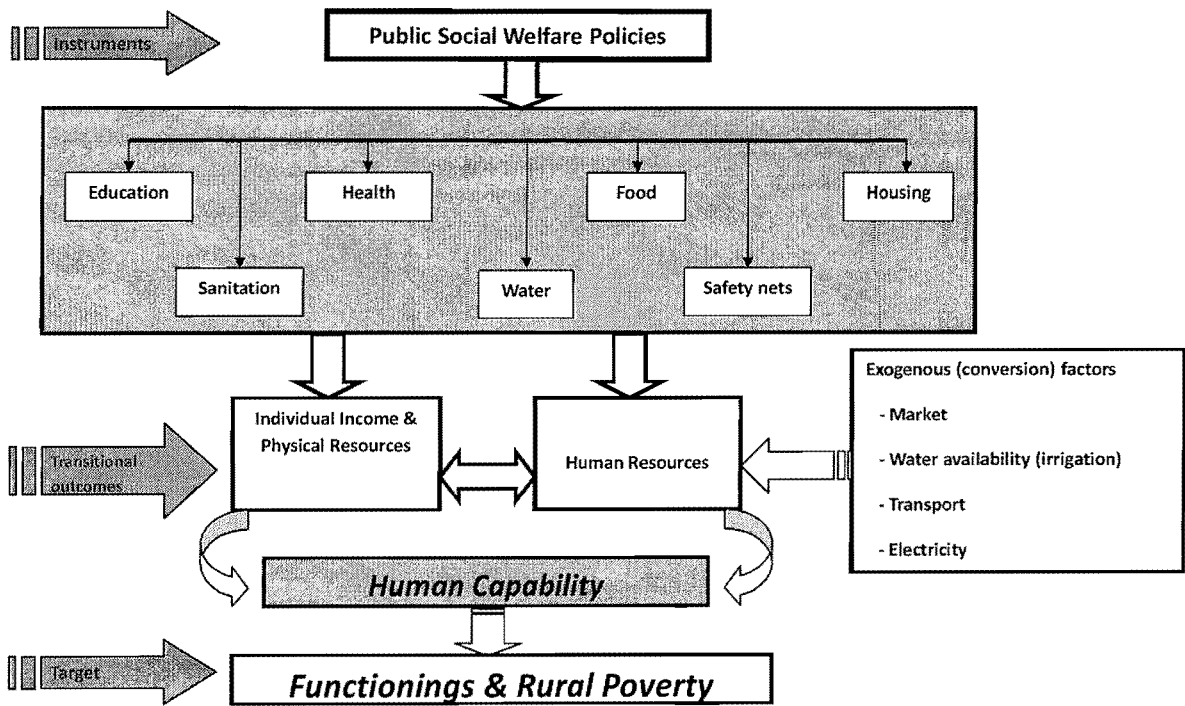 Instruments
Public Social Welfare Policies
Education
Health
Food
Housing
Sanitation
Water
Safety nets
Exogenous (conversion) factors
- Market
- Water availability (irrigation)
- Transport
- Electricity
Individual Income &
Physical Resources
Human Resources
Transitional
outcomes
Human Capability
Target
Functionings & Rural Poverty